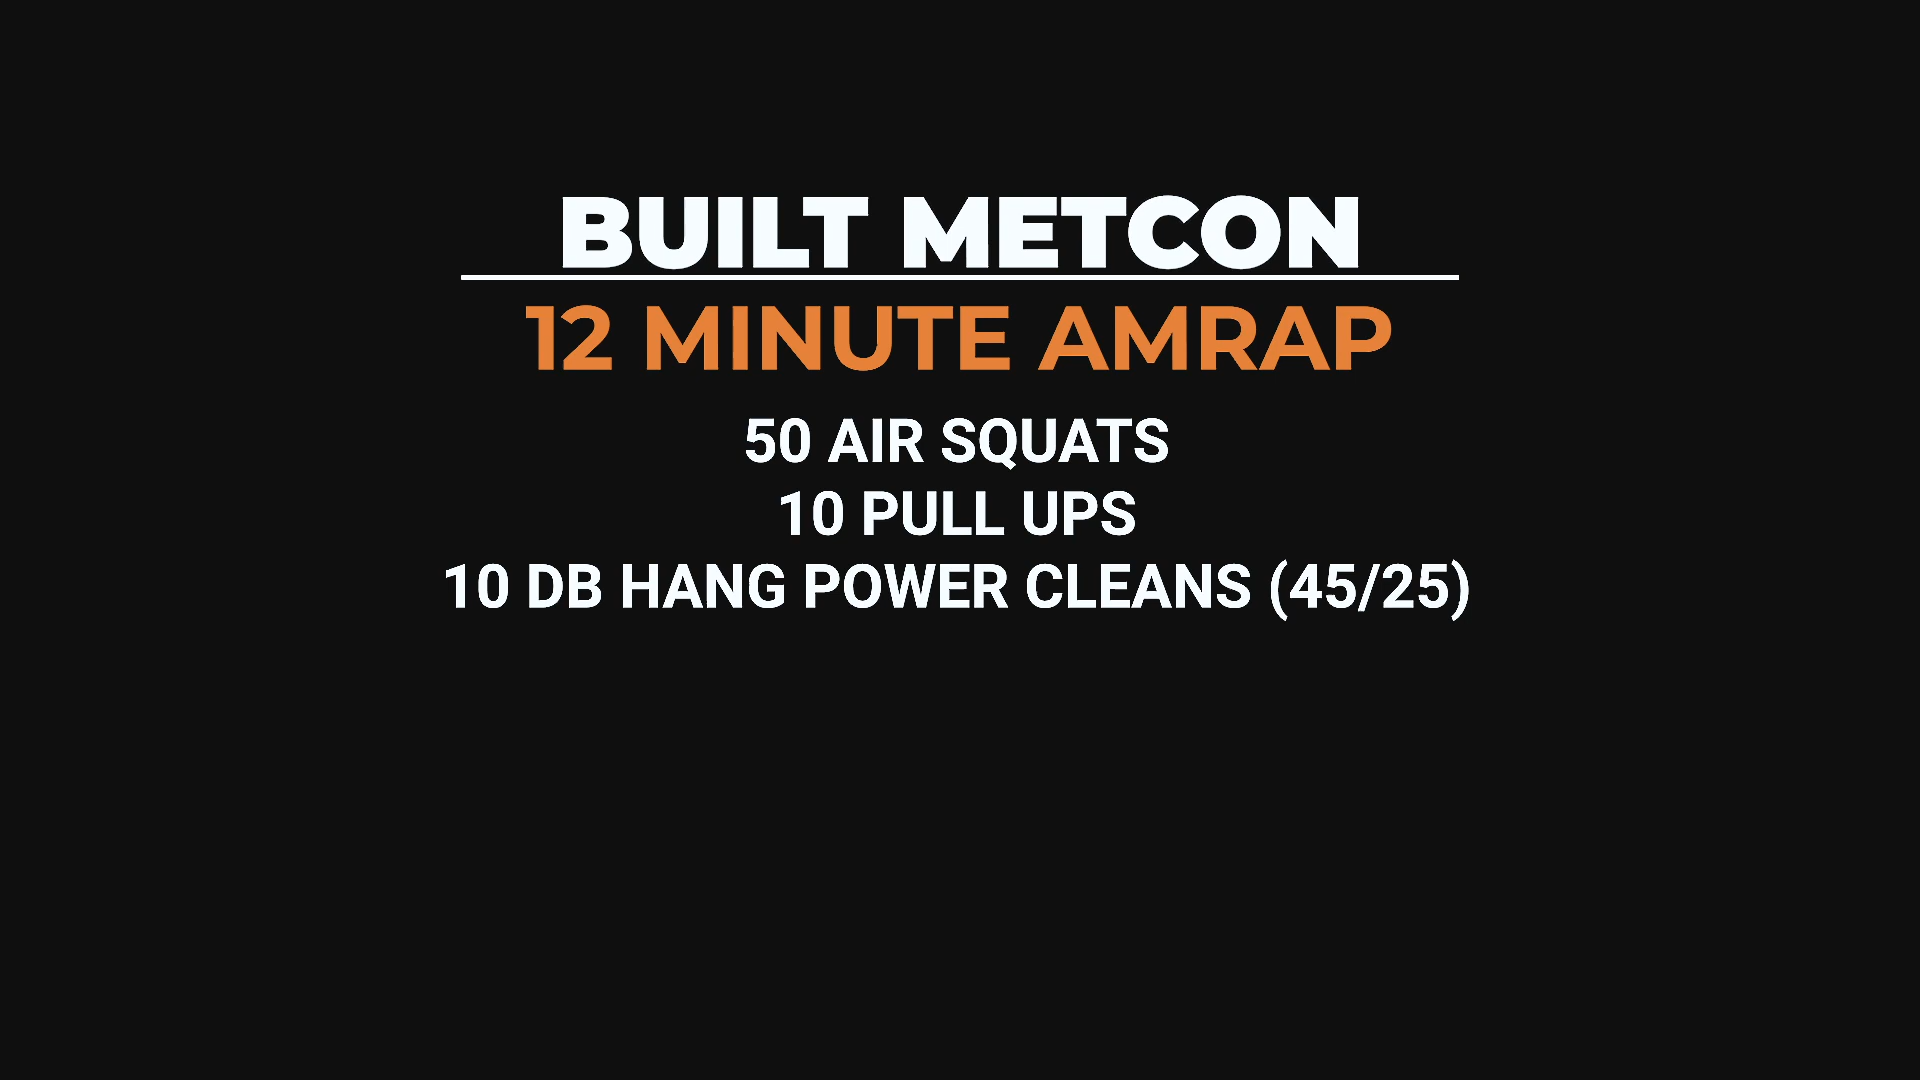 BUILT METCON
12 MINUTE AMRAP
50 AIR SQUATS
10 PULL UPS
10 DB HANG POWER CLEANS (45/25)